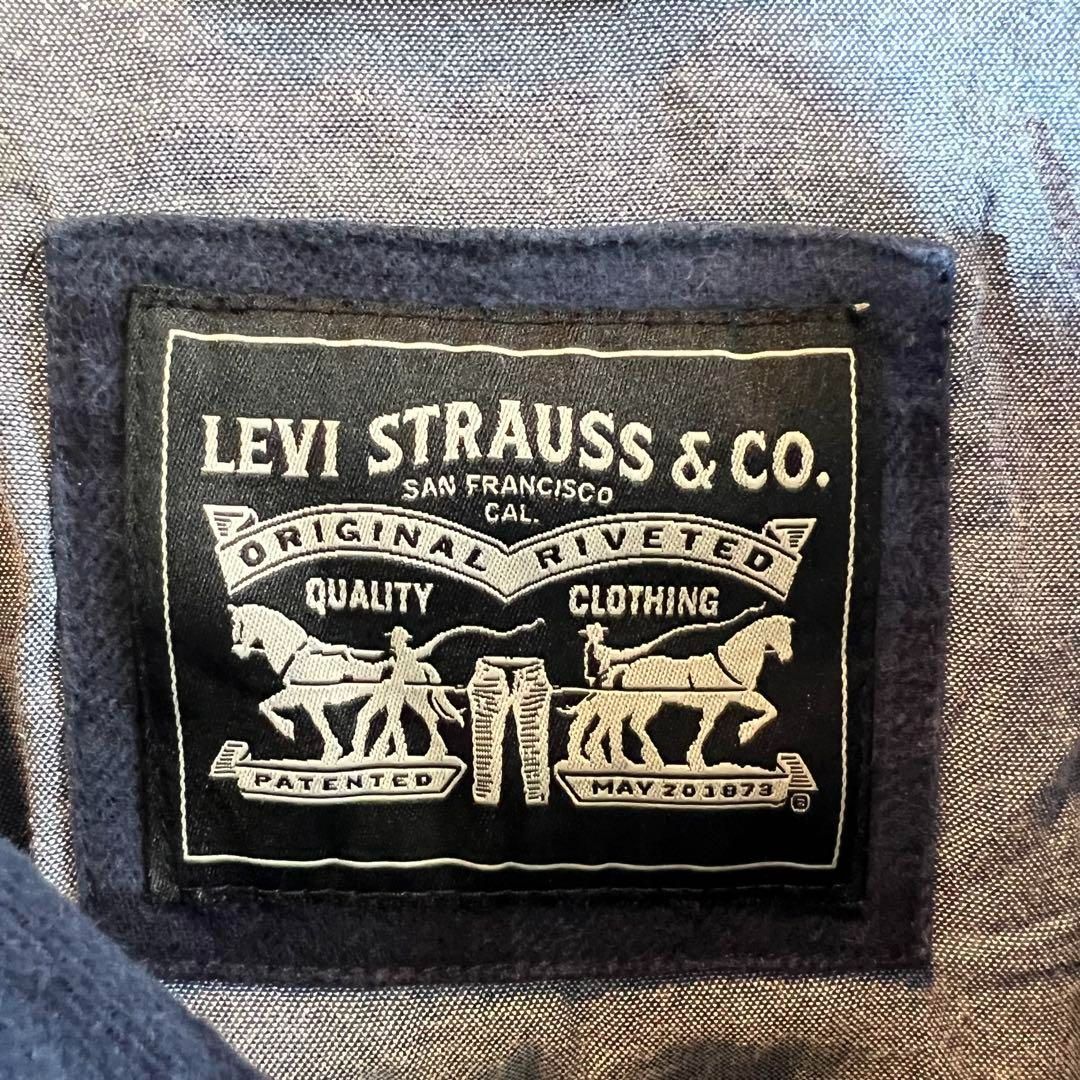 LEVI STRAUSS & CO.
SAN FRANCISCO
CAL.
ORIGINAL RIVETED
QUALITY CLOTHING
PATENTED MAY 20 1873 ®